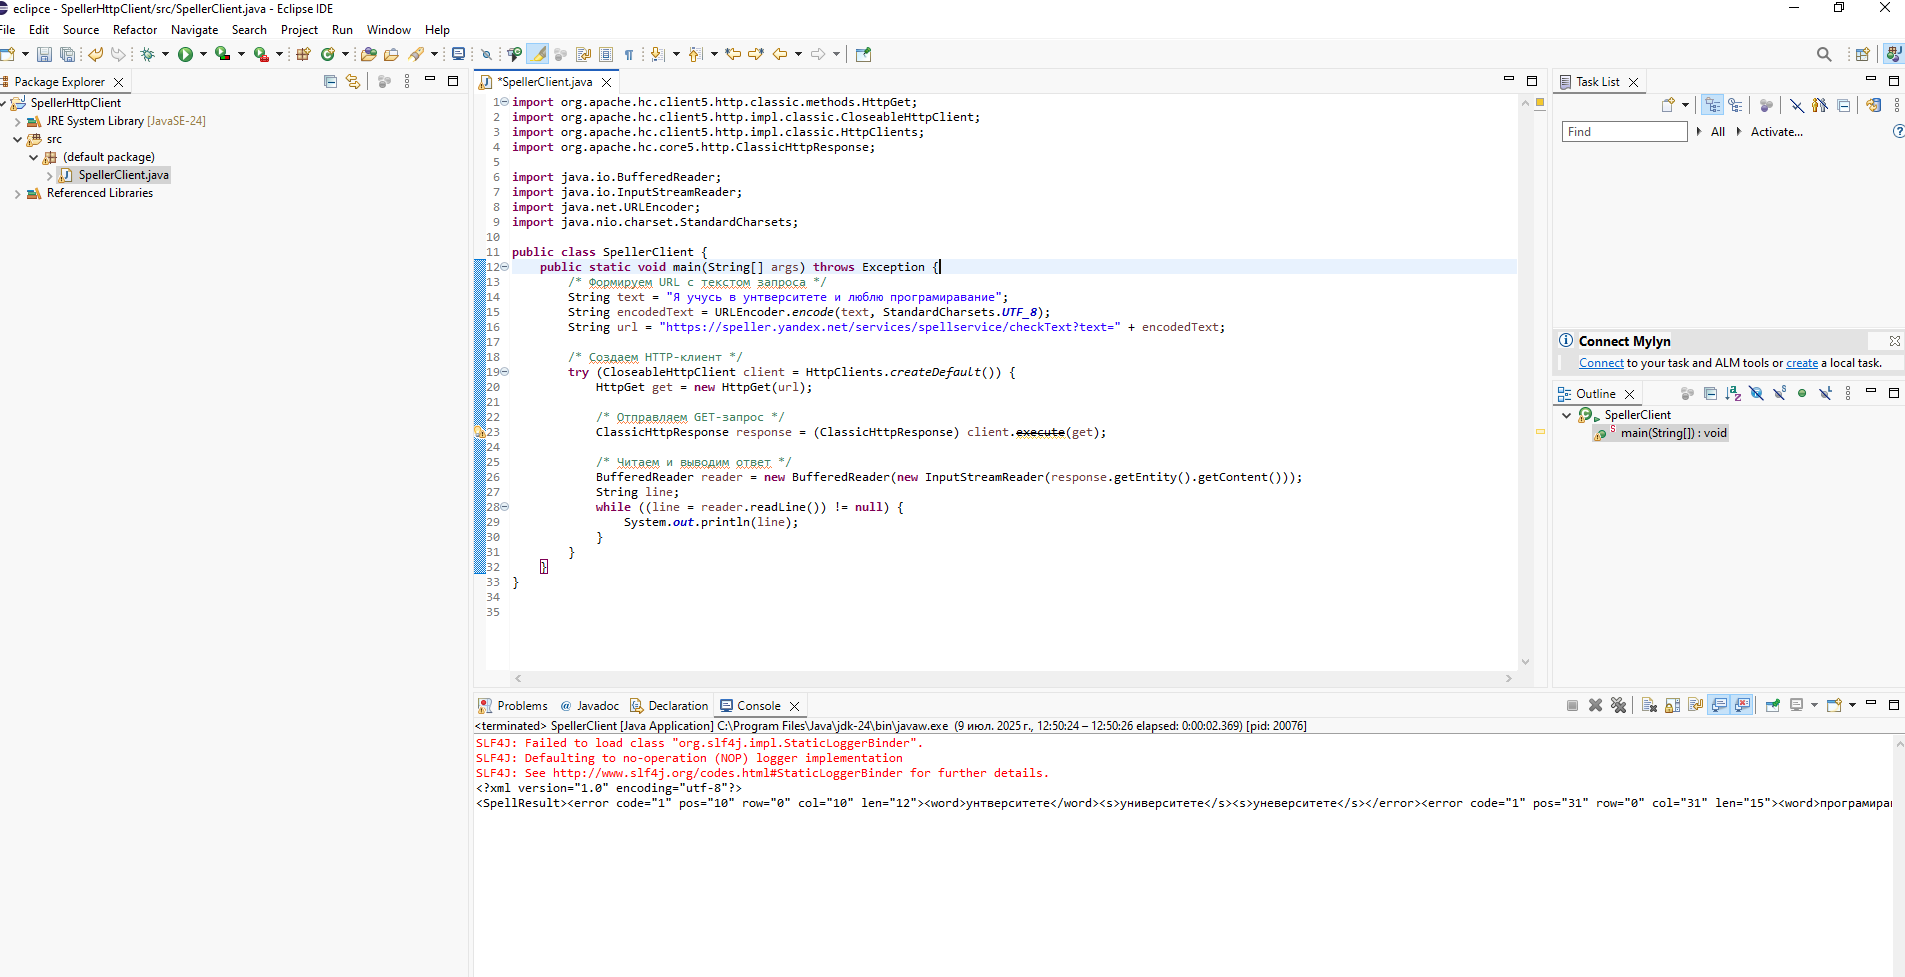 eclipce - SpellerHttpClient/src/SpellerClient.java - Eclipse IDE
File Edit Source Refactor Navigate Search Project Run Window Help
Package Explorer
SpellerHttpClient
JRE System Library [JavaSE-24]
src
(default package)
SpellerClient.java
Referenced Libraries
*SpellerClient.java
1 import org.apache.hc.client5.http.classic.methods.HttpGet;
2 import org.apache.hc.client5.http.impl.classic.CloseableHttpClient;
3 import org.apache.hc.client5.http.impl.classic.HttpClients;
4 import org.apache.hc.core5.http.ClassicHttpResponse;
5
6 import java.io.BufferedReader;
7 import java.io.InputStreamReader;
8 import java.net.URLEncoder;
9 import java.nio.charset.StandardCharsets;
10
11 public class SpellerClient {
12 public static void main(String[] args) throws Exception {
13 /* Формируем URL с текстом запроса */
14 String text = "Я учусь в унтверситете и люблю програмиравание";
15 String encodedText = URLEncoder.encode(text, StandardCharsets.UTF_8);
16 String url = "https://speller.yandex.net/services/spellservice/checkText?text=" + encodedText;
17
18 /* Создаем HTTP-клиент */
19 try (CloseableHttpClient client = HttpClients.createDefault()) {
20 HttpGet get = new HttpGet(url);
21
22 /* Отправляем GET-запрос */
23 ClassicHttpResponse response = (ClassicHttpResponse) client.execute(get);
24
25 /* Читаем и выводим ответ */
26 BufferedReader reader = new BufferedReader(new InputStreamReader(response.getEntity().getContent()));
27 String line;
28 while ((line = reader.readLine()) != null) {
29 System.out.println(line);
30 }
31 }
32 }
33 }
34
35
Task List
Find
All
Activate...
Connect Mylyn
Connect to your task and ALM tools or create a local task.
Outline
SpellerClient
main(String[]) : void
Problems Javadoc Declaration Console
<terminated> SpellerClient [Java Application] C:\Program Files\Java\jdk-24\bin\javaw.exe (9 июл. 2025 г., 12:50:24 – 12:50:26 elapsed: 0:00:02.369) [pid: 20076]
SLF4J: Failed to load class "org.slf4j.impl.StaticLoggerBinder".
SLF4J: Defaulting to no-operation (NOP) logger implementation
SLF4J: See http://www.slf4j.org/codes.html#StaticLoggerBinder for further details.
<?xml version="1.0" encoding="utf-8"?>
<SpellResult><error code="1" pos="10" row="0" col="10" len="12"><word>унтверситете</word><s>университете</s><s>уневерситете</s></error><error code="1" pos="31" row="0" col="31" len="15"><word>програмира